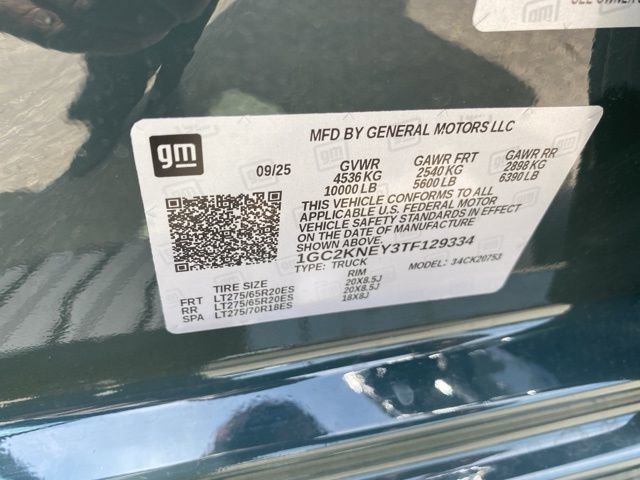 gm
MFD BY GENERAL MOTORS LLC
09/25
GVWR
4536 KG
10000 LB
GAWR FRT
2540 KG
5600 LB
GAWR RR
2898 KG
6390 LB
THIS VEHICLE CONFORMS TO ALL
APPLICABLE U.S. FEDERAL MOTOR
VEHICLE SAFETY STANDARDS IN EFFECT
ON THE DATE OF MANUFACTURE
SHOWN ABOVE.
1GC2KNEY3TF129334
TYPE: TRUCK MODEL: 34CK20753
TIRE SIZE RIM
FRT LT275/65R20ES 20X8.5J
RR LT275/65R20ES 20X8.5J
SPA LT275/70R18ES 18X8J